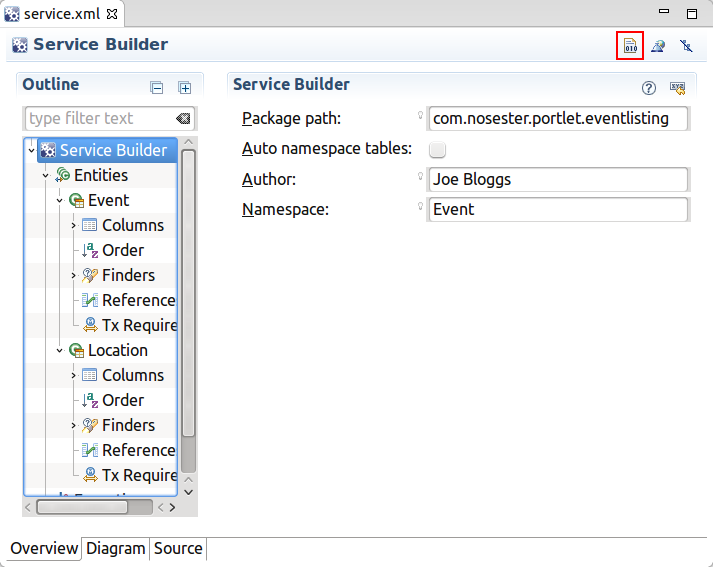 service.xml
Service Builder
Outline
type filter text
Service Builder
Entities
Event
Columns
Order
Finders
Reference
Tx Require
Location
Columns
Order
Finders
Reference
Tx Require
Service Builder
Package path: com.nosester.portlet.eventlisting
Auto namespace tables:
Author: Joe Bloggs
Namespace: Event
Overview Diagram Source